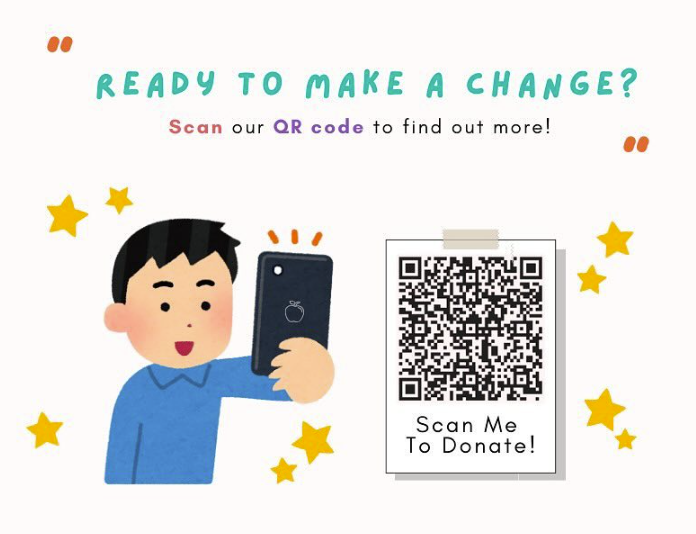 READY TO MAKE A CHANGE?
Scan our QR code to find out more!
Scan Me
To Donate!